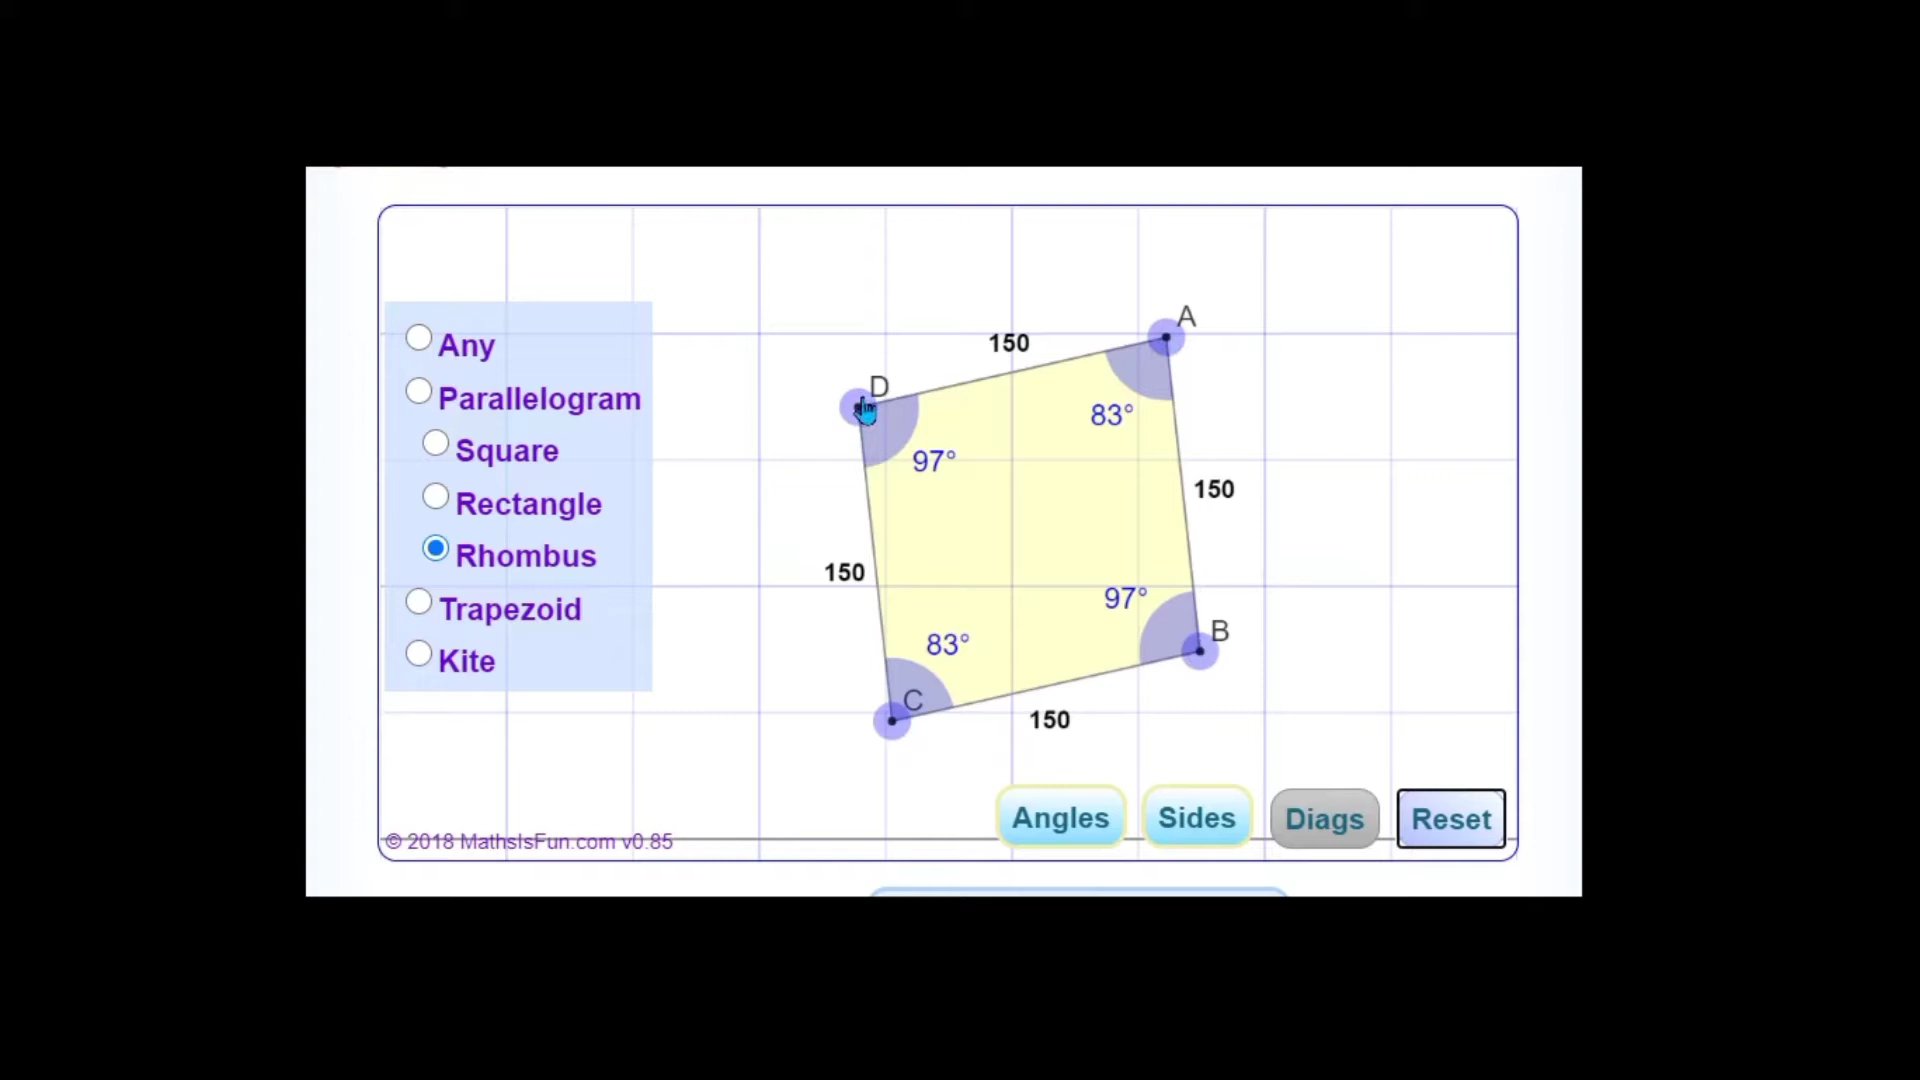 Any
Parallelogram
Square
Rectangle
Rhombus
Trapezoid
Kite
A
150
D
83°
97°
150
150
97°
B
83°
C
150
Angles
Sides
Diags
Reset
© 2018 MathsIsFun.com v0.85